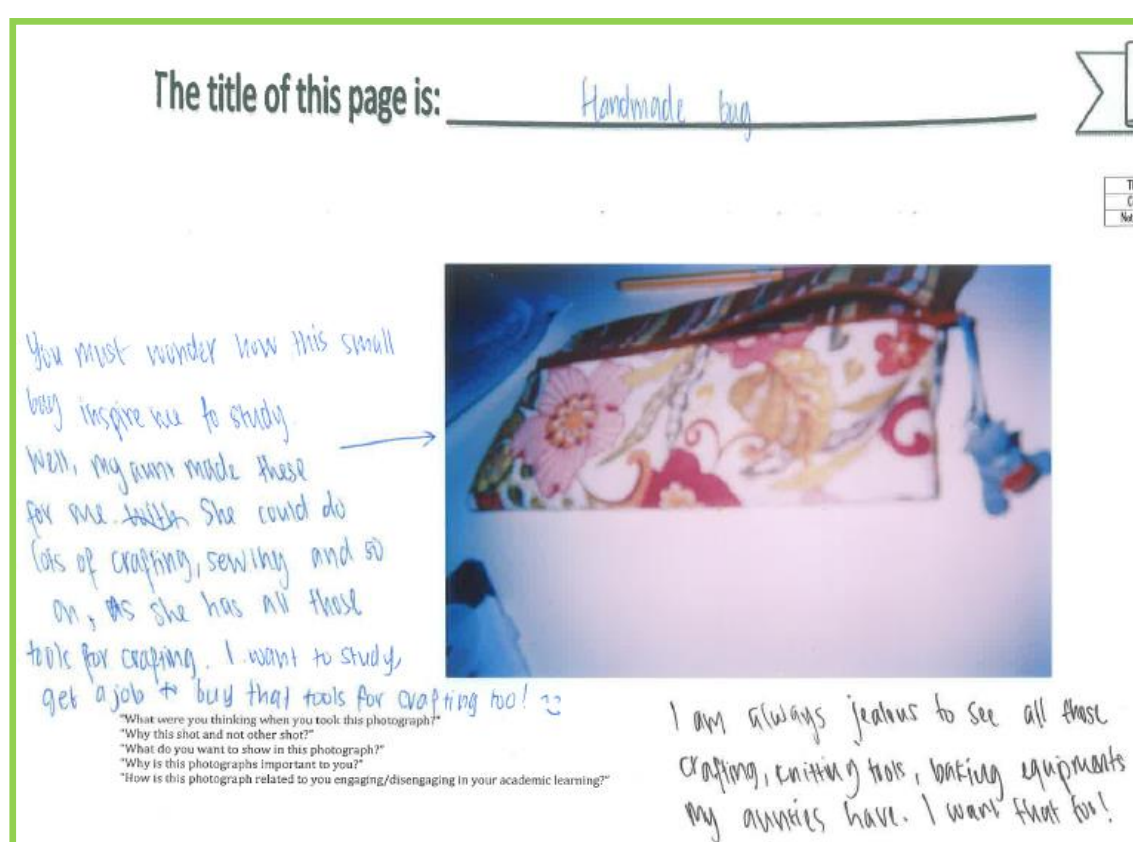 The title of this page is: Handmade bag
You must wonder how this small
bag inspire me to study.
Well, my aunt made these
for me. with She could do
lots of crafting, sewing and so
on, as she has all those
tools for crafting. I want to study,
get a job to buy that tools for crafting too!
"What were you thinking when you took this photograph?"
"Why this shot and not other shot?"
"What do you want to show in this photograph?"
"Why is this photographs important to you?"
"How is this photograph related to you engaging/disengaging in your academic learning?"
I am always jealous to see all those
crafting, knitting tools, baking equipments
my aunties have. I want that too!